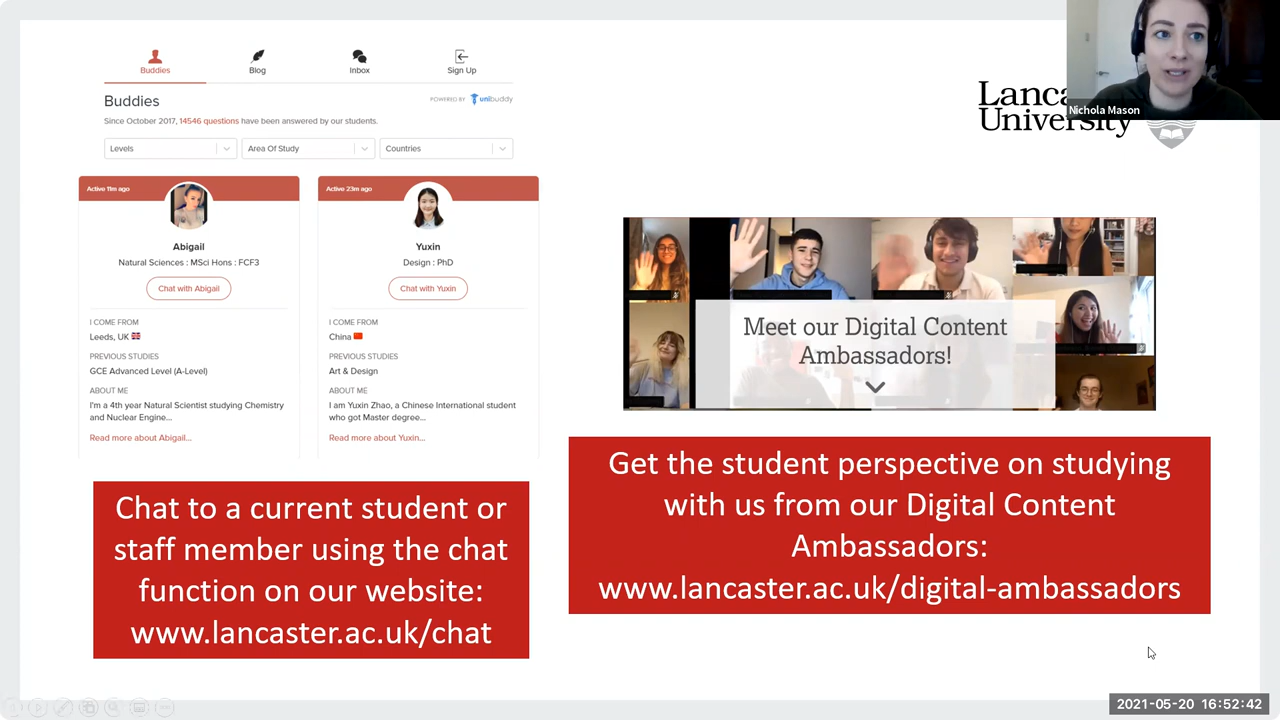 Buddies
Blog
Inbox
Sign Up
Buddies
POWERED BY unibuddy
Since October 2017, 14546 questions have been answered by our students.
Levels
Area Of Study
Countries
Active 11m ago
Abigail
Natural Sciences : MSci Hons : FCF3
Chat with Abigail
I COME FROM
Leeds, UK
PREVIOUS STUDIES
GCE Advanced Level (A-Level)
ABOUT ME
I'm a 4th year Natural Scientist studying Chemistry
and Nuclear Engine...
Read more about Abigail...
Active 23m ago
Yuxin
Design : PhD
Chat with Yuxin
I COME FROM
China
PREVIOUS STUDIES
Art & Design
ABOUT ME
I am Yuxin Zhao, a Chinese International student
who got Master degree...
Read more about Yuxin...
Chat to a current student or
staff member using the chat
function on our website:
www.lancaster.ac.uk/chat
Nichola Mason
University
Meet our Digital Content
Ambassadors!
Get the student perspective on studying
with us from our Digital Content
Ambassadors:
www.lancaster.ac.uk/digital-ambassadors
2021-05-20 16:52:42